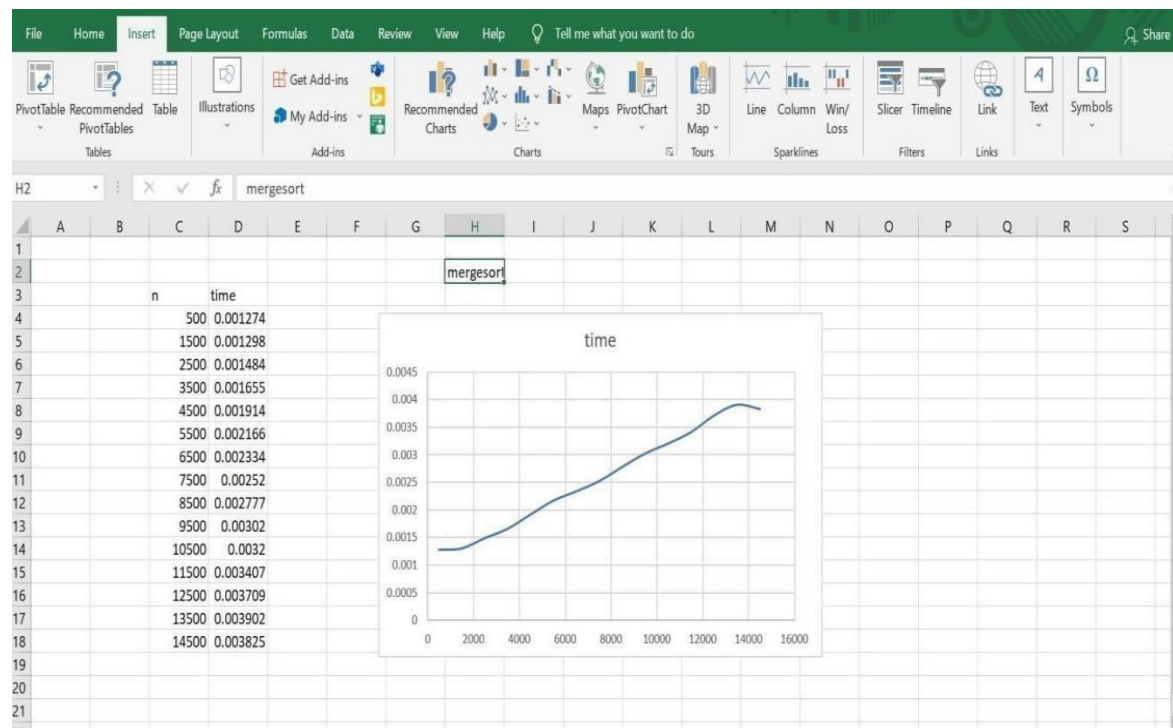 File Home Insert Page Layout Formulas Data Review View Help Tell me what you want to do Share
PivotTable Recommended PivotTables Table Illustrations Get Add-ins My Add-ins Recommended Charts Maps PivotChart 3D Map Line Column Win/Loss Slicer Timeline Link Text Symbols
Tables Add-ins Charts Tours Sparklines Filters Links
H2 fx mergesort
A B C D E F G H I J K L M N O P Q R S
1
2 mergesort
3 n time
4 500 0.001274
5 1500 0.001298
6 2500 0.001484
7 3500 0.001655
8 4500 0.001914
9 5500 0.002166
10 6500 0.002334
11 7500 0.00252
12 8500 0.002777
13 9500 0.00302
14 10500 0.0032
15 11500 0.003407
16 12500 0.003709
17 13500 0.003902
18 14500 0.003825
19
20
21
time
0.0045
0.004
0.0035
0.003
0.0025
0.002
0.0015
0.001
0.0005
0
0 2000 4000 6000 8000 10000 12000 14000 16000